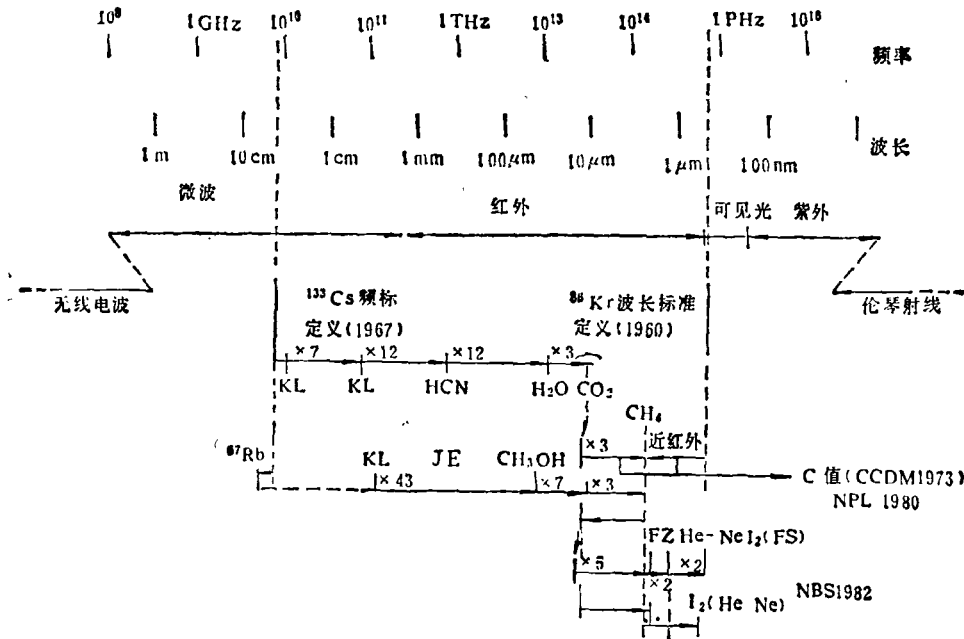 10⁹ 1GHz 10¹⁰ 10¹¹ 1THz 10¹³ 10¹⁴ 1PHz 10¹⁶
频率
波长
1m 10cm 1cm 1mm 100μm 10μm 1μm 100nm
微波 红外 可见光 紫外
无线电波 ¹³³Cs频标 ⁸⁶Kr波长标准 伦琴射线
定义(1967) 定义(1960)
×7 ×12 ×12 ×3
KL KL HCN H₂O CO₂
CH₄
⁸⁷Rb ×3 近红外
KL JE CH₃OH C值(CCDM1973)
×43 ×7 ×3 NPL 1980
FZ He-NeI₂(FS)
×5 ×2
×2 NBS1982
I₂(He Ne)